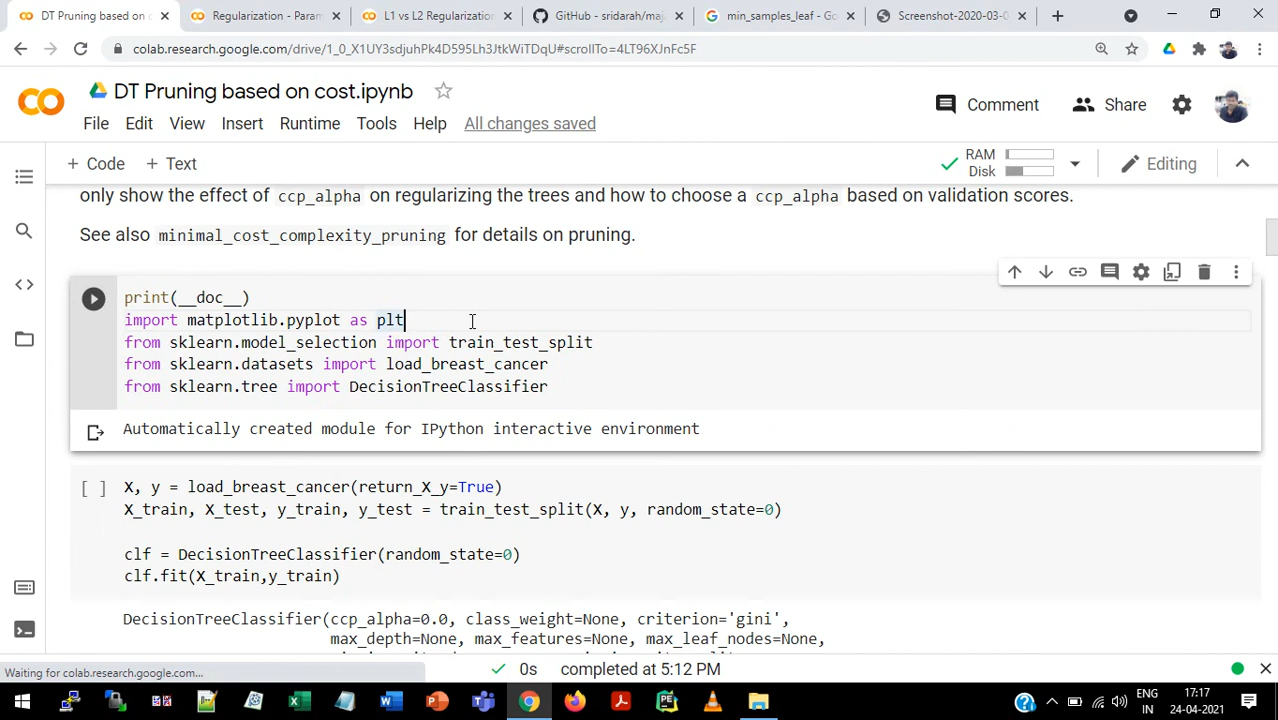 DT Pruning based on c
Regularization - Param
L1 vs L2 Regularization
GitHub - sridarah/maj
min_samples_leaf - Go
Screenshot-2020-03-0
colab.research.google.com/drive/1_0_X1UY3sdjuhPk4D595Lh3JtkWiTDqU#scrollTo=4LT96XJnFc5F
DT Pruning based on cost.ipynb
Comment
Share
File Edit View Insert Runtime Tools Help All changes saved
+ Code + Text
RAM
Disk
Editing
only show the effect of ccp_alpha on regularizing the trees and how to choose a ccp_alpha based on validation scores.
See also minimal_cost_complexity_pruning for details on pruning.
print(__doc__)
import matplotlib.pyplot as plt
from sklearn.model_selection import train_test_split
from sklearn.datasets import load_breast_cancer
from sklearn.tree import DecisionTreeClassifier
Automatically created module for IPython interactive environment
[ ] X, y = load_breast_cancer(return_X_y=True)
X_train, X_test, y_train, y_test = train_test_split(X, y, random_state=0)
clf = DecisionTreeClassifier(random_state=0)
clf.fit(X_train,y_train)
DecisionTreeClassifier(ccp_alpha=0.0, class_weight=None, criterion='gini',
max_depth=None, max_features=None, max_leaf_nodes=None,
Waiting for colab.research.google.com...
0s completed at 5:12 PM
ENG
IN
17:17
24-04-2021